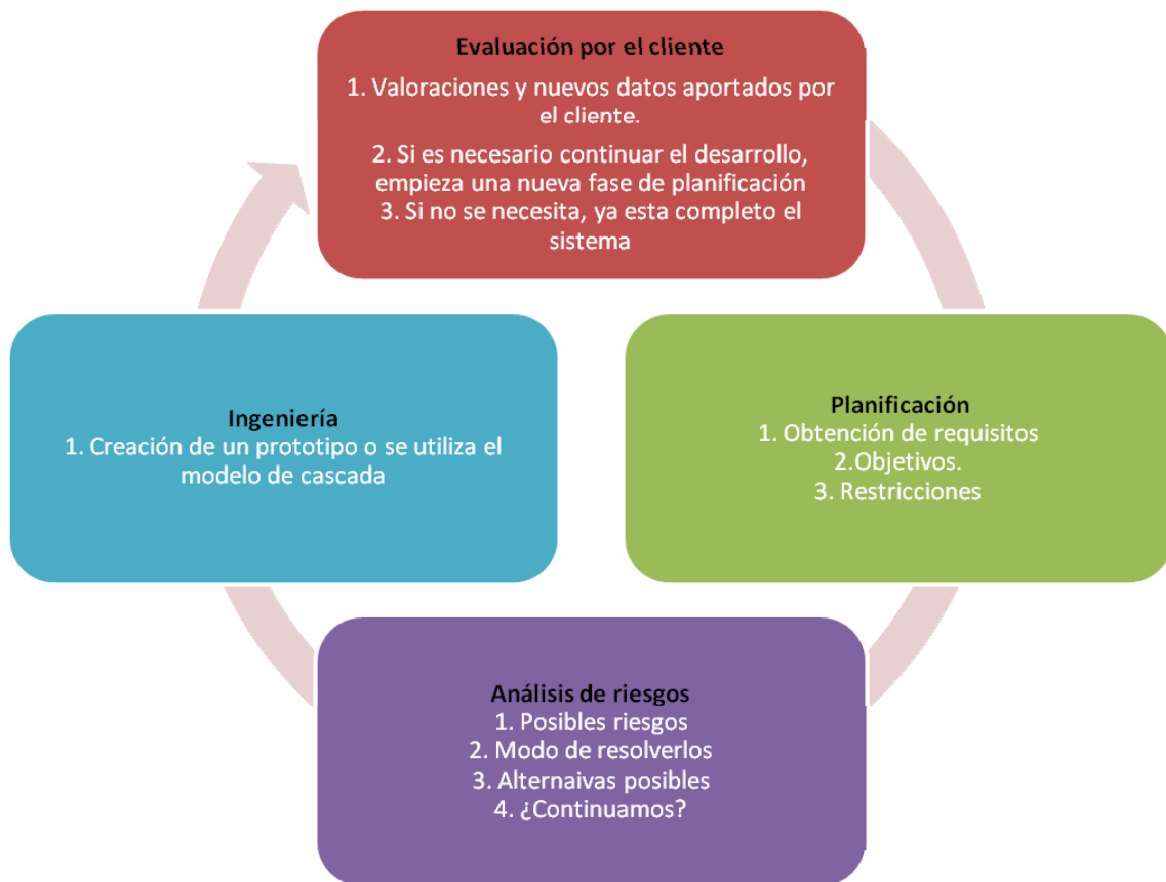 Evaluación por el cliente
1. Valoraciones y nuevos datos aportados por
el cliente.
2. Si es necesario continuar el desarrollo,
empieza una nueva fase de planificación
3. Si no se necesita, ya esta completo el
sistema
Ingeniería
1. Creación de un prototipo o se utiliza el
modelo de cascada
Planificación
1. Obtención de requisitos
2.Objetivos.
3. Restricciones
Análisis de riesgos
1. Posibles riesgos
2. Modo de resolverlos
3. Alternaivas posibles
4. ¿Continuamos?